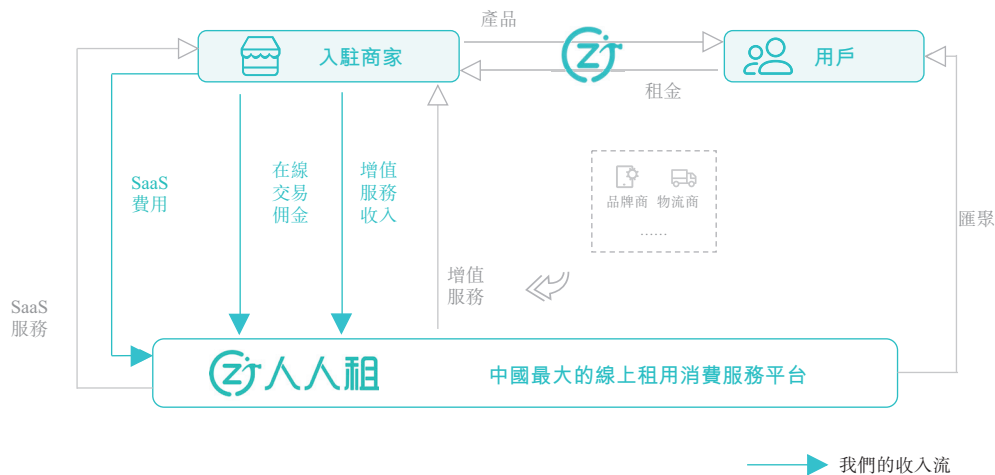 產品
入駐商家
用戶
租金
SaaS
費用
在線
交易
佣金
增值
服務
收入
品牌商 物流商
......
匯聚
增值
服務
SaaS
服務
人人租
中國最大的線上租用消費服務平台
我們的收入流